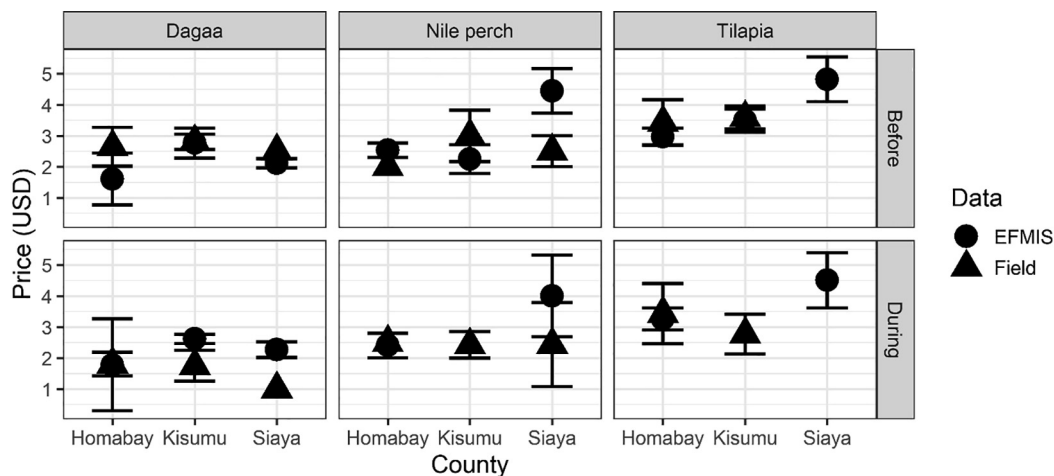 Dagaa
Nile perch
Tilapia
Price (USD)
5
4
3
2
1
Before
5
4
3
2
1
During
Homabay Kisumu Siaya
Homabay Kisumu Siaya
Homabay Kisumu Siaya
County
Data
EFMIS
Field